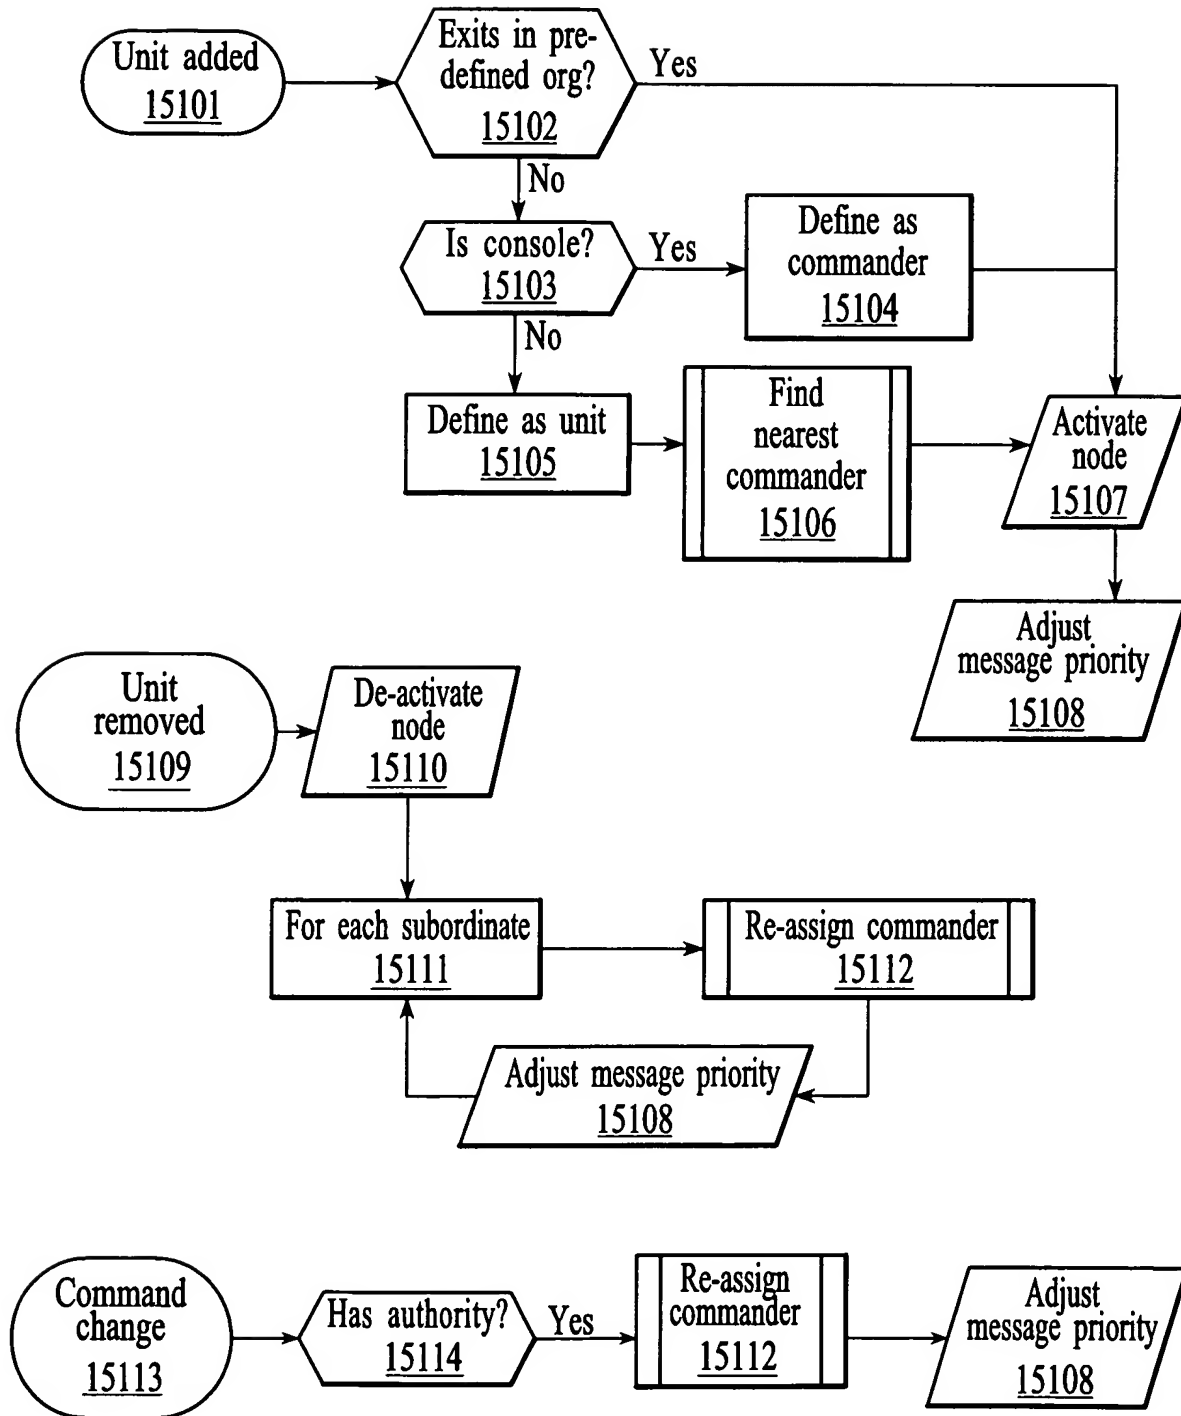 Unit added
15101
Exits in pre-
defined org?
15102
Yes
No
Is console?
15103
Yes
Define as
commander
15104
No
Define as unit
15105
Find
nearest
commander
15106
Activate
node
15107
Adjust
message priority
15108
Unit
removed
15109
De-activate
node
15110
For each subordinate
15111
Re-assign commander
15112
Adjust message priority
15108
Command
change
15113
Has authority?
15114
Yes
Re-assign
commander
15112
Adjust
message priority
15108